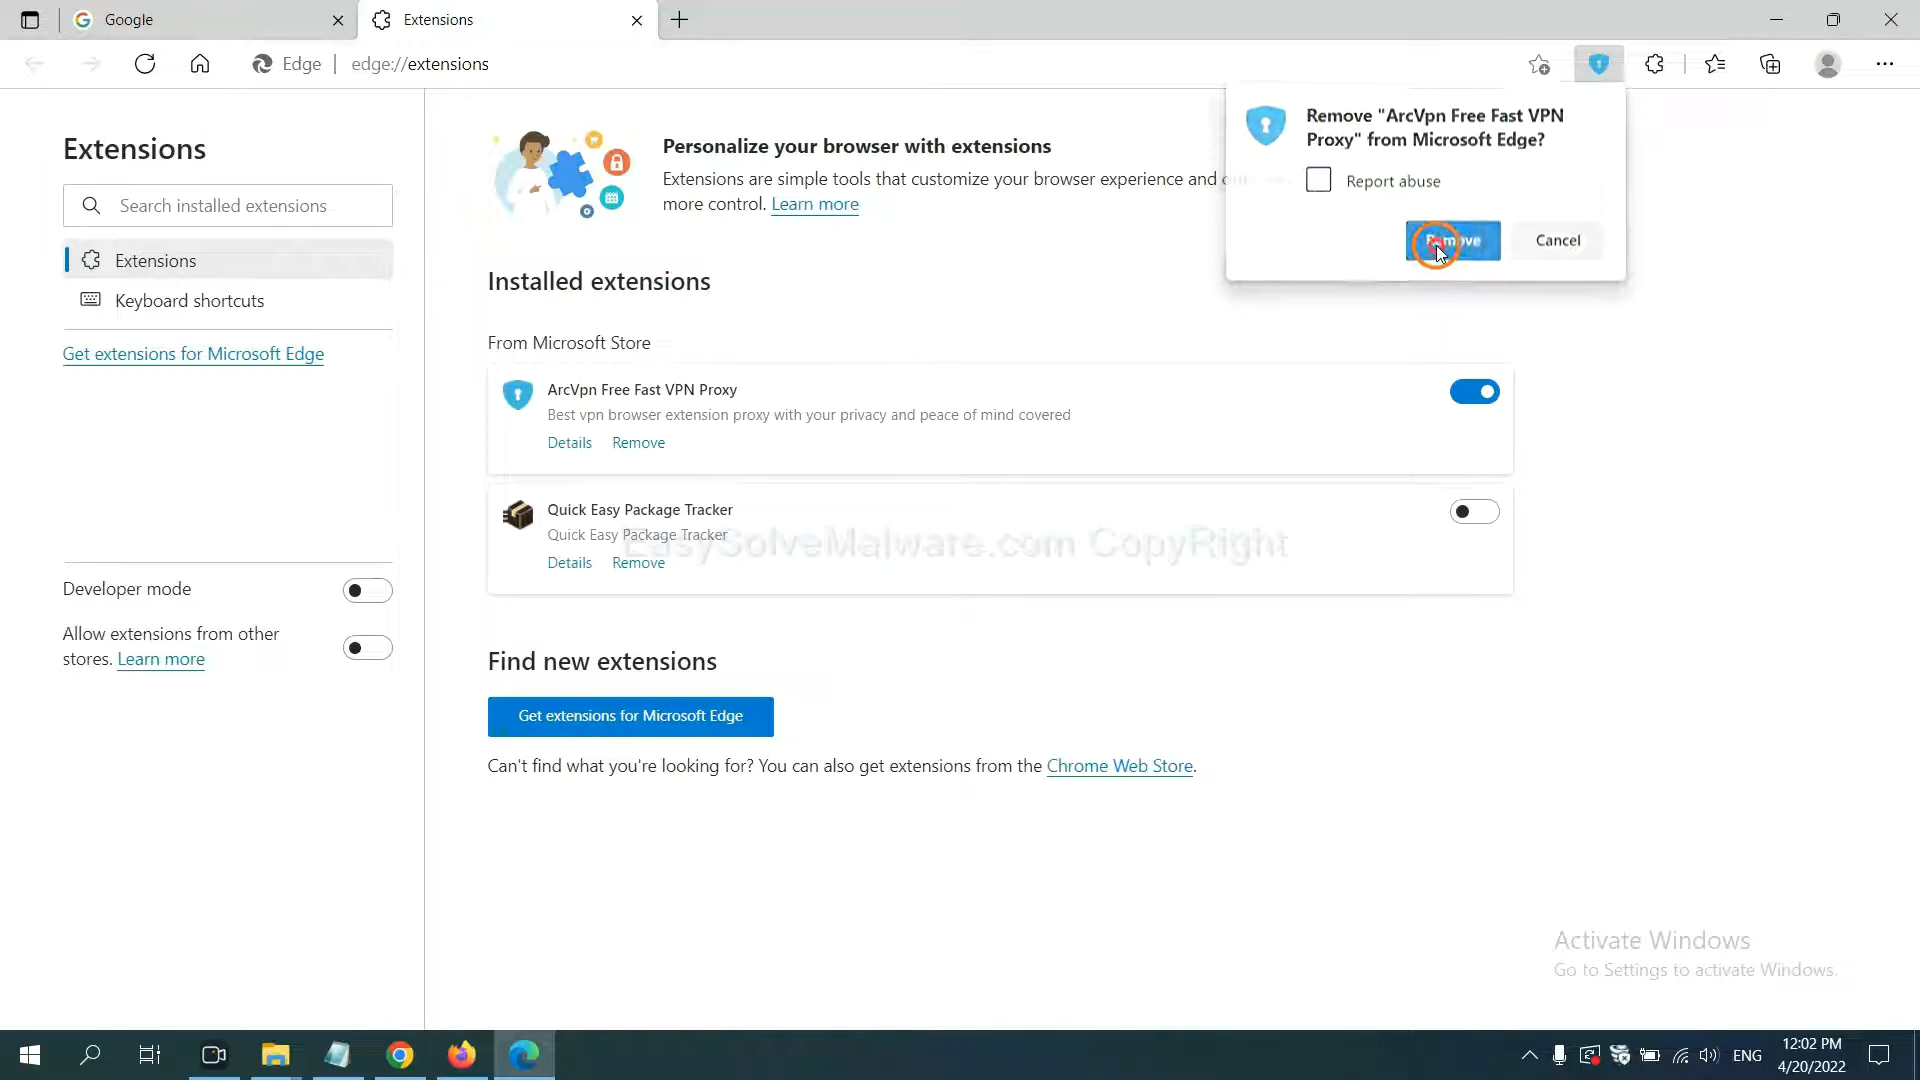 Google
Extensions
Edge
edge://extensions
Extensions
Search installed extensions
Extensions
Keyboard shortcuts
Get extensions for Microsoft Edge
Developer mode
Allow extensions from other
stores. Learn more
Personalize your browser with extensions
Extensions are simple tools that customize your browser experience and
more control. Learn more
Remove "ArcVpn Free Fast VPN
Proxy" from Microsoft Edge?
Report abuse
Remove
Cancel
Installed extensions
From Microsoft Store
ArcVpn Free Fast VPN Proxy
Best vpn browser extension proxy with your privacy and peace of mind covered
Details Remove
Quick Easy Package Tracker
Quick Easy Package Tracker
Details Remove
EasySolveMalware.com CopyRight
Find new extensions
Get extensions for Microsoft Edge
Can't find what you're looking for? You can also get extensions from the Chrome Web Store.
Activate Windows
Go to Settings to activate Windows.
ENG
12:02 PM
4/20/2022